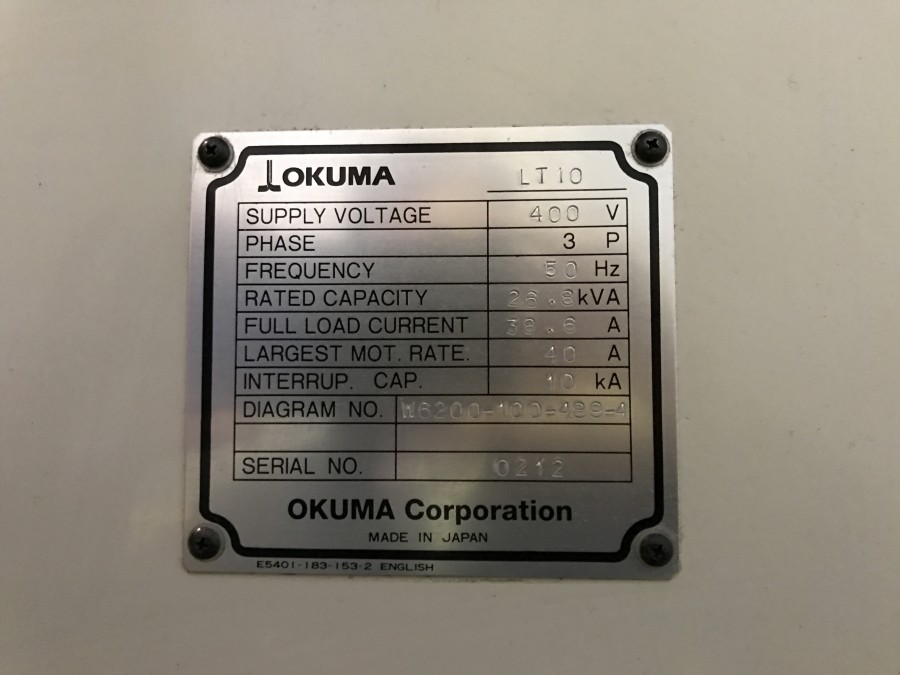 OKUMA LT10
SUPPLY VOLTAGE 400 V
PHASE 3 P
FREQUENCY 50 Hz
RATED CAPACITY kVA
FULL LOAD CURRENT A
LARGEST MOT. RATE. 40 A
INTERRUP. CAP. 10 kA
DIAGRAM NO.
SERIAL NO. 0212
OKUMA Corporation
MADE IN JAPAN
E5401-183-153-2 ENGLISH